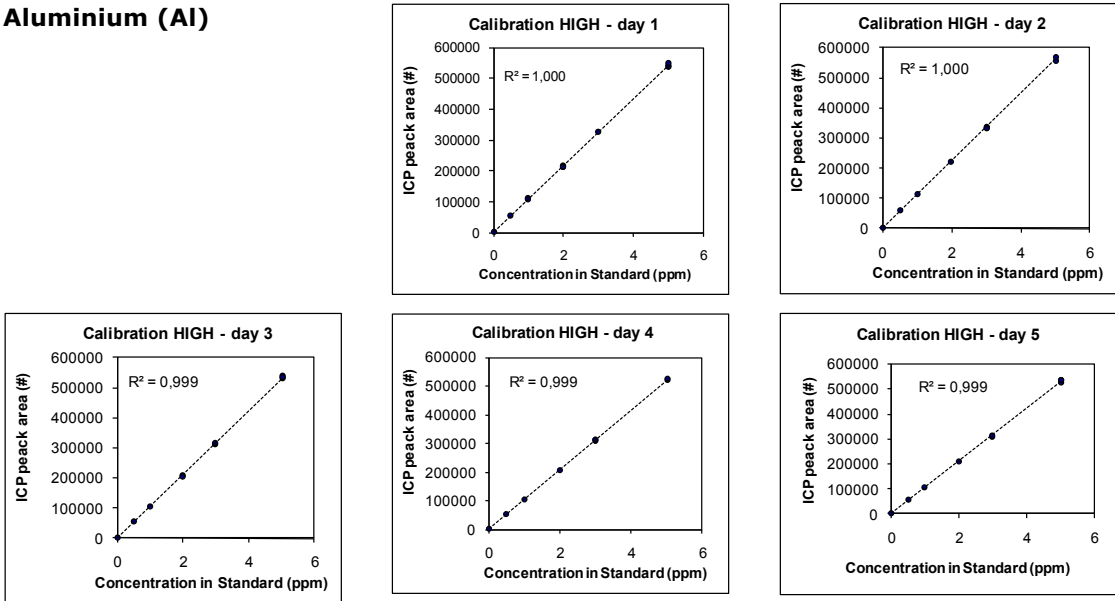 Aluminium (Al)
Calibration HIGH - day 1
ICP peack area (#)
600000
500000
400000
300000
200000
100000
0
R² = 1,000
0 2 4 6
Concentration in Standard (ppm)
Calibration HIGH - day 2
ICP peack area (#)
600000
500000
400000
300000
200000
100000
0
R² = 1,000
0 2 4 6
Concentration in Standard (ppm)
Calibration HIGH - day 3
ICP peack area (#)
600000
500000
400000
300000
200000
100000
0
R² = 0,999
0 2 4 6
Concentration in Standard (ppm)
Calibration HIGH - day 4
ICP peack area (#)
600000
500000
400000
300000
200000
100000
0
R² = 0,999
0 2 4 6
Concentration in Standard (ppm)
Calibration HIGH - day 5
ICP peack area (#)
600000
500000
400000
300000
200000
100000
0
R² = 0,999
0 2 4 6
Concentration in Standard (ppm)